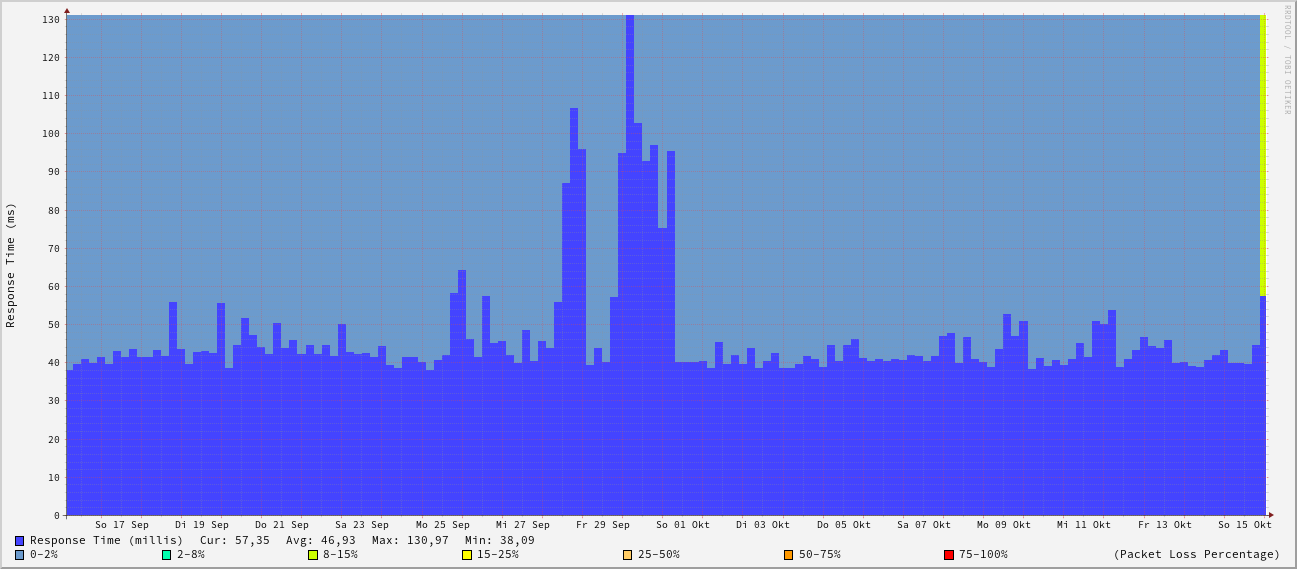 RRDTOOL / TOBI OETIKER
Response Time (ms)
130
120
110
100
90
80
70
60
50
40
30
20
10
0
So 17 Sep Di 19 Sep Do 21 Sep Sa 23 Sep Mo 25 Sep Mi 27 Sep Fr 29 Sep So 01 Okt Di 03 Okt Do 05 Okt Sa 07 Okt Mo 09 Okt Mi 11 Okt Fr 13 Okt So 15 Okt
Response Time (millis) Cur: 57,35 Avg: 46,93 Max: 130,97 Min: 38,09
0-2% 2-8% 8-15% 15-25% 25-50% 50-75% 75-100% (Packet Loss Percentage)